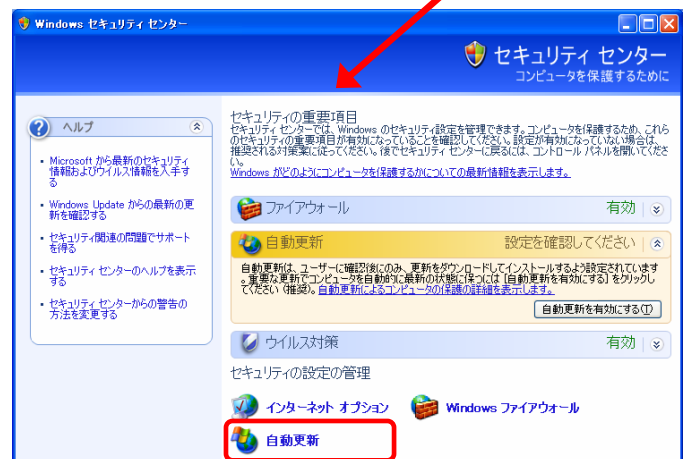 Windows セキュリティ センター
セキュリティ センター
コンピュータを保護するために
ヘルプ
• Microsoft から最新のセキュリティ
情報およびウイルス情報を入手す
る
• Windows Update からの最新の更
新を確認する
• セキュリティ関連の問題でサポート
を得る
• セキュリティ センターのヘルプを表示
する
• セキュリティ センターからの警告の
方法を変更する
セキュリティの重要項目
セキュリティ センターでは、Windows のセキュリティ設定を管理できます。コンピュータを保護するため、これら
のセキュリティの重要項目が有効になっていることを確認してください。設定が有効になっていない場合は、
推奨される対策案に従ってください。後でセキュリティ センターに戻るには、コントロール パネルを開いてくださ
い。
Windows がどのようにコンピュータを保護するかについての最新情報を表示します。
ファイアウォール 有効
自動更新 設定を確認してください
自動更新は、ユーザーに確認後にのみ、更新をダウンロードしてインストールするよう設定されています
。重要な更新でコンピュータを自動的に最新の状態に保つには [自動更新を有効にする] をクリックし
てください (推奨)。自動更新によるコンピュータの保護の詳細を表示します。
自動更新を有効にする(T)
ウイルス対策 有効
セキュリティの設定の管理
インターネット オプション Windows ファイアウォール
自動更新